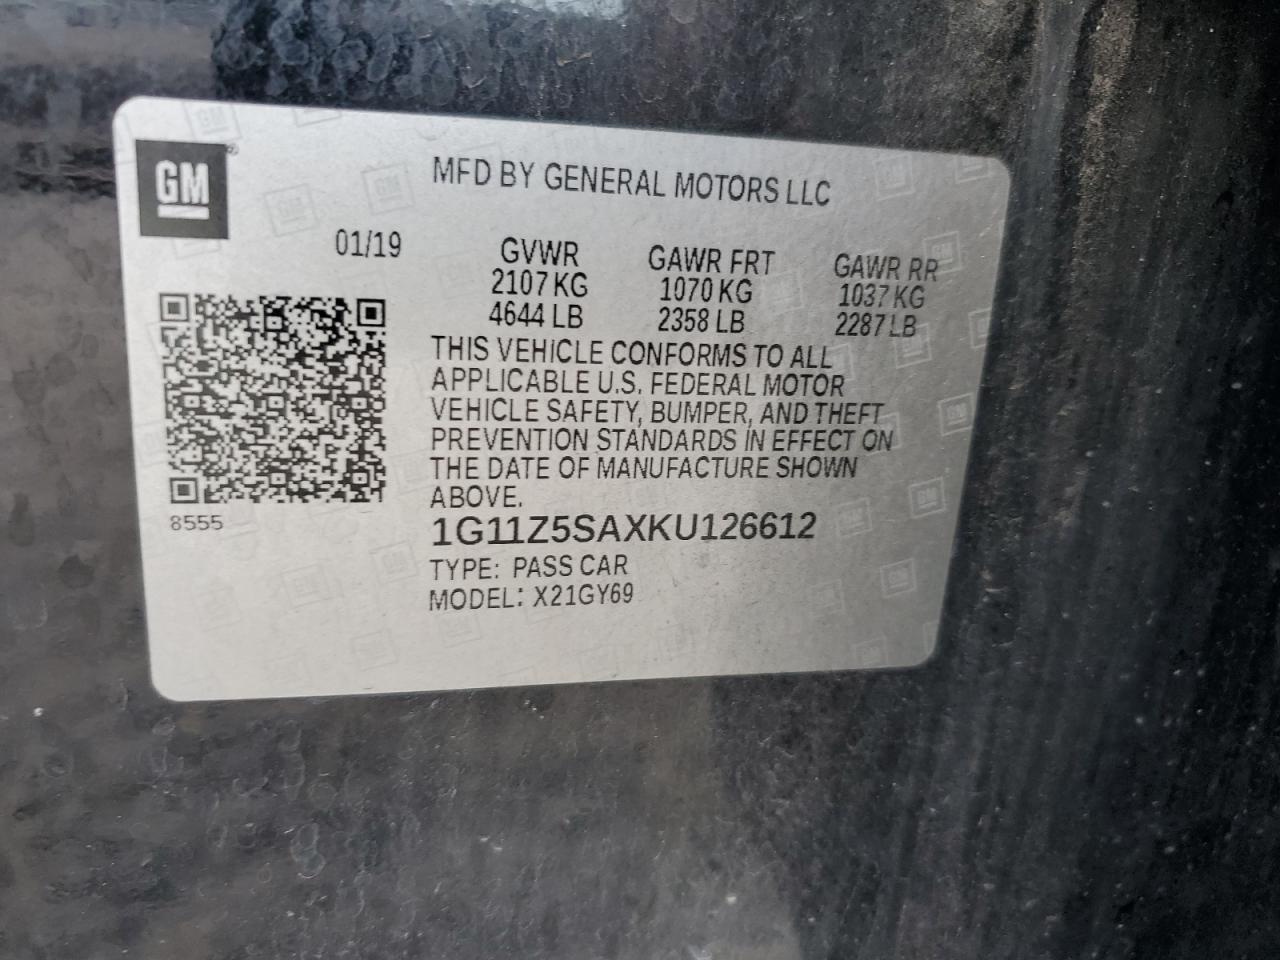 GM
MFD BY GENERAL MOTORS LLC
01/19
GVWR GAWR FRT GAWR RR
2107 KG 1070 KG 1037 KG
4644 LB 2358 LB 2287 LB
THIS VEHICLE CONFORMS TO ALL
APPLICABLE U.S. FEDERAL MOTOR
VEHICLE SAFETY, BUMPER, AND THEFT
PREVENTION STANDARDS IN EFFECT ON
THE DATE OF MANUFACTURE SHOWN
ABOVE.
8555
1G11Z5SAXKU126612
TYPE: PASS CAR
MODEL: X21GY69